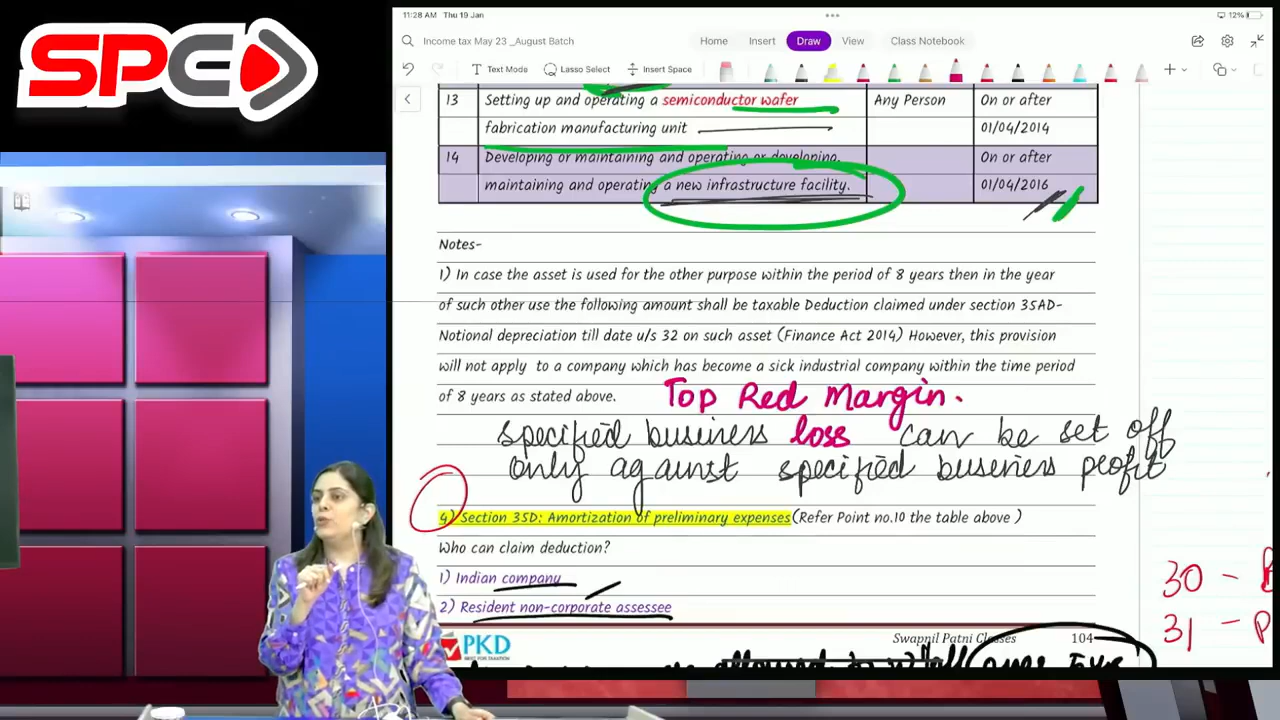 SPC
11:28 AM Thu 19 Jan
12%
Income tax May 23 _August Batch
Home Insert Draw View Class Notebook
Text Mode Lasso Select Insert Space
13 Setting up and operating a semiconductor wafer Any Person On or after
fabrication manufacturing unit 01/04/2014
14 Developing or maintaining and operating or developing, On or after
maintaining and operating a new infrastructure facility. 01/04/2016
Notes-
1) In case the asset is used for the other purpose within the period of 8 years then in the year
of such other use the following amount shall be taxable Deduction claimed under section 35AD-
Notional depreciation till date u/s 32 on such asset (Finance Act 2014) However, this provision
will not apply to a company which has become a sick industrial company within the time period
of 8 years as stated above.
Top Red Margin.
Specified business loss can be set off
only against specified business profit
Section 35D: Amortization of preliminary expenses (Refer Point no.10 the table above )
Who can claim deduction?
1) Indian company
2) Resident non-corporate assessee
30 -
31 - P
PKD
Swapnil Patni Classes 104
allowed to